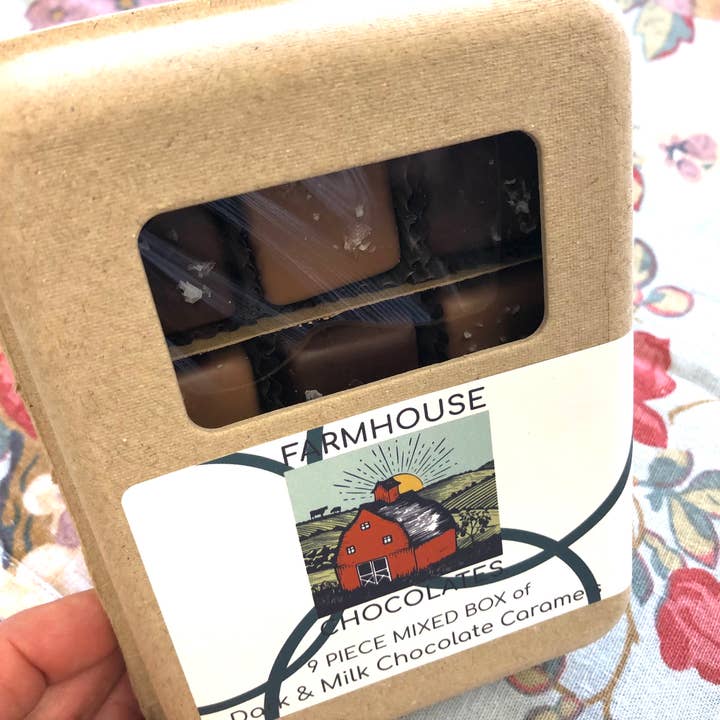 FARMHOUSE
CHOCOLATES
9 PIECE MIXED BOX of
Dark & Milk Chocolate Caramels